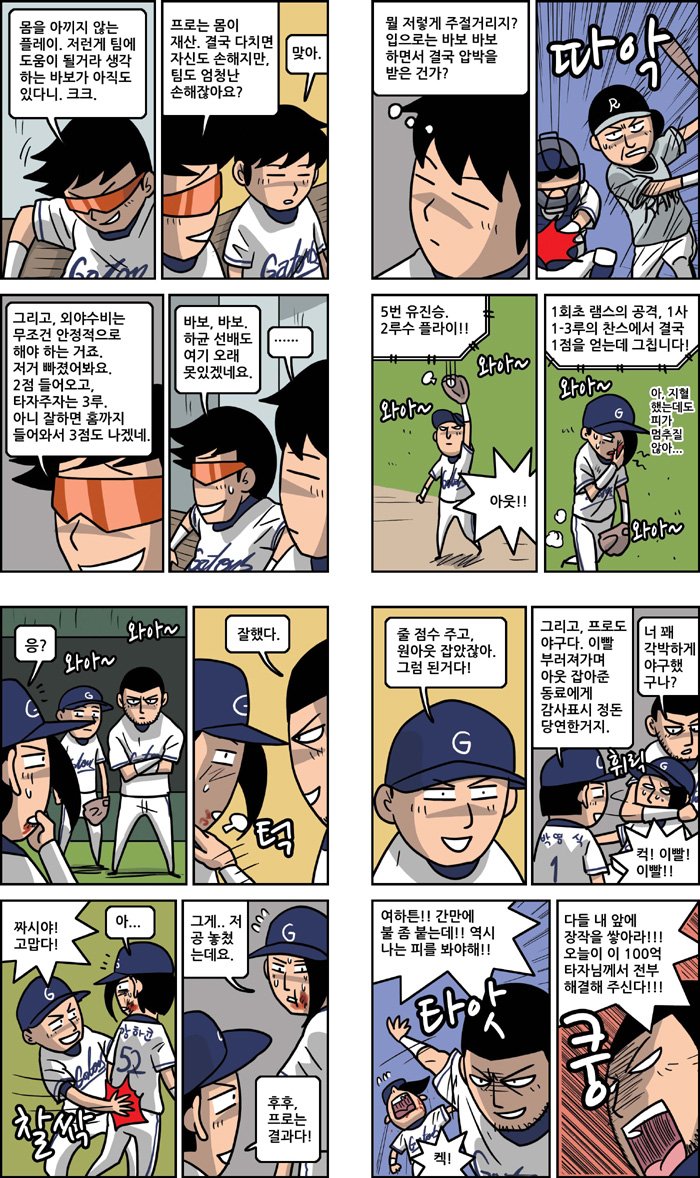 몸을 아끼지 않는
플레이. 저런게 팀에
도움이 될거라 생각
하는 바보가 아직도
있다니. 크크.
Gators
프로는 몸이
재산. 결국 다치면
자신도 손해지만,
팀도 엄청난
손해잖아요?
맞아.
Gators
뭘 저렇게 주절거리지?
입으로는 바보 바보
하면서 결국 압박을
받은 건가?
따악
R
RAMS
그리고, 외야수비는
무조건 안정적으로
해야 하는 거죠.
저거 빠졌어봐요.
2점 들어오고,
타자주자는 3루.
아니 잘하면 홈까지
들어와서 3점도 나겠네.
바보, 바보.
하균 선배도
여기 오래
못있겠네요.
……
Gators
5번 유진승.
2루수 플라이!!
와아~
와아~
아웃!!
1회초 램스의 공격, 1사
1-3루의 찬스에서 결국
1점을 얻는데 그칩니다!
G
아, 지혈
했는데도
피가
멈추질
않아...
와아~
응?
와아~
와아~
G
G
Gators
잘했다.
턱
줄 점수 주고,
원아웃 잡았잖아.
그럼 된거다!
G
그리고, 프로도
야구다. 이빨
부러져가며
아웃 잡아준
동료에게
감사표시 정돈
당연한거지.
너 꽤
각박하게
야구했
구나?
휘릭
박영식
1
컥! 이빨!
이빨!!
짜시야!
고맙다!
아...
G
G
Gators
강하균
52
찰싹
그게.. 저
공 놓쳤
는데요.
G
후후,
프로는
결과다!
여하튼!! 간만에
불 좀 붙는데!! 역시
나는 피를 봐야해!!
타앗
켁!
Gators
다들 내 앞에
장작을 쌓아라!!!
오늘이 이 100억
타자님께서 전부
해결해 주신다!!!
쿵